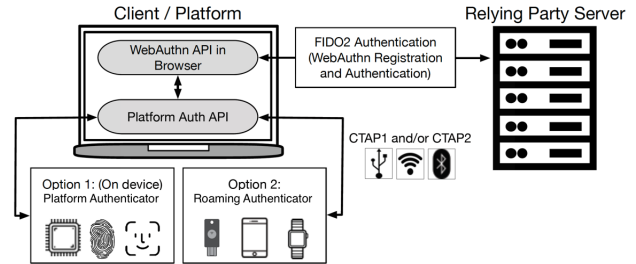 Client / Platform
Relying Party Server
WebAuthn API in
Browser
FIDO2 Authentication
(WebAuthn Registration
and Authentication)
Platform Auth API
CTAP1 and/or CTAP2
Option 1: (On device)
Platform Authenticator
Option 2:
Roaming Authenticator